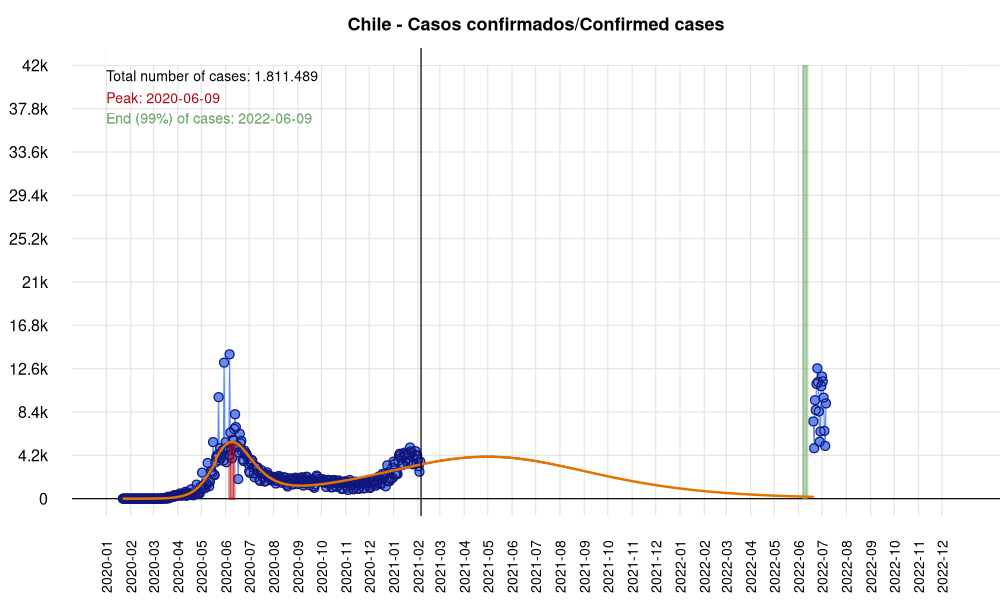 Chile - Casos confirmados/Confirmed cases
Total number of cases: 1.811.489
Peak: 2020-06-09
End (99%) of cases: 2022-06-09
42k
37.8k
33.6k
29.4k
25.2k
21k
16.8k
12.6k
8.4k
4.2k
0
2020-01
2020-02
2020-03
2020-04
2020-05
2020-06
2020-07
2020-08
2020-09
2020-10
2020-11
2020-12
2021-01
2021-02
2021-03
2021-04
2021-05
2021-06
2021-07
2021-08
2021-09
2021-10
2021-11
2021-12
2022-01
2022-02
2022-03
2022-04
2022-05
2022-06
2022-07
2022-08
2022-09
2022-10
2022-11
2022-12